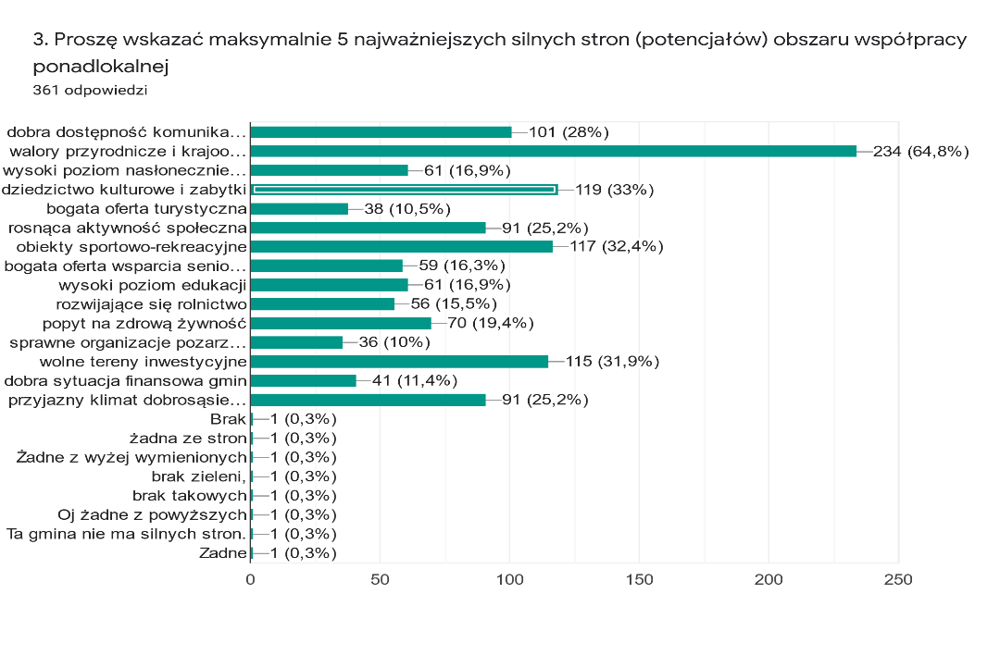 3. Proszę wskazać maksymalnie 5 najważniejszych silnych stron (potencjałów) obszaru współpracy
ponadlokalnej
361 odpowiedzi
dobra dostępność komunika... 101 (28%)
walory przyrodnicze i krajoo... 234 (64,8%)
wysoki poziom nasłonecznie... 61 (16,9%)
dziedzictwo kulturowe i zabytki 119 (33%)
bogata oferta turystyczna 38 (10,5%)
rosnąca aktywność społeczna 91 (25,2%)
obiekty sportowo-rekreacyjne 117 (32,4%)
bogata oferta wsparcia senio... 59 (16,3%)
wysoki poziom edukacji 61 (16,9%)
rozwijające się rolnictwo 56 (15,5%)
popyt na zdrową żywność 70 (19,4%)
sprawne organizacje pozarz... 36 (10%)
wolne tereny inwestycyjne 115 (31,9%)
dobra sytuacja finansowa gmin 41 (11,4%)
przyjazny klimat dobrosąsie... 91 (25,2%)
Brak 1 (0,3%)
żadna ze stron 1 (0,3%)
Żadne z wyżej wymienionych 1 (0,3%)
brak zieleni, 1 (0,3%)
brak takowych 1 (0,3%)
Oj żadne z powyższych 1 (0,3%)
Ta gmina nie ma silnych stron. 1 (0,3%)
Zadne 1 (0,3%)
0 50 100 150 200 250